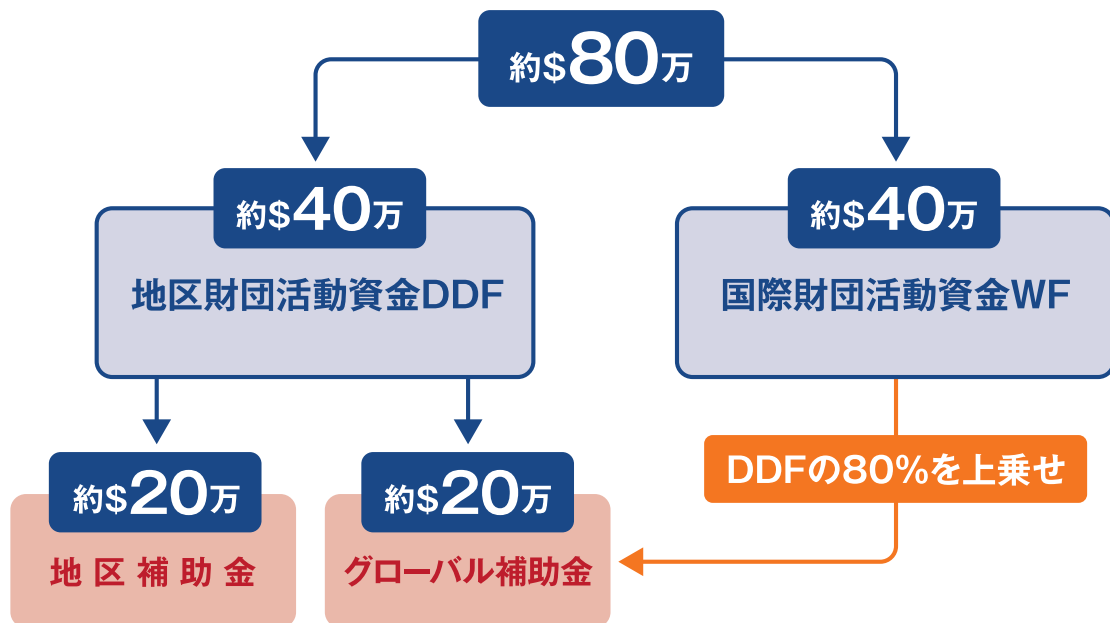 約$80万
約$40万
地区財団活動資金DDF
約$40万
国際財団活動資金WF
約$20万
地区補助金
約$20万
グローバル補助金
DDFの80%を上乗せ